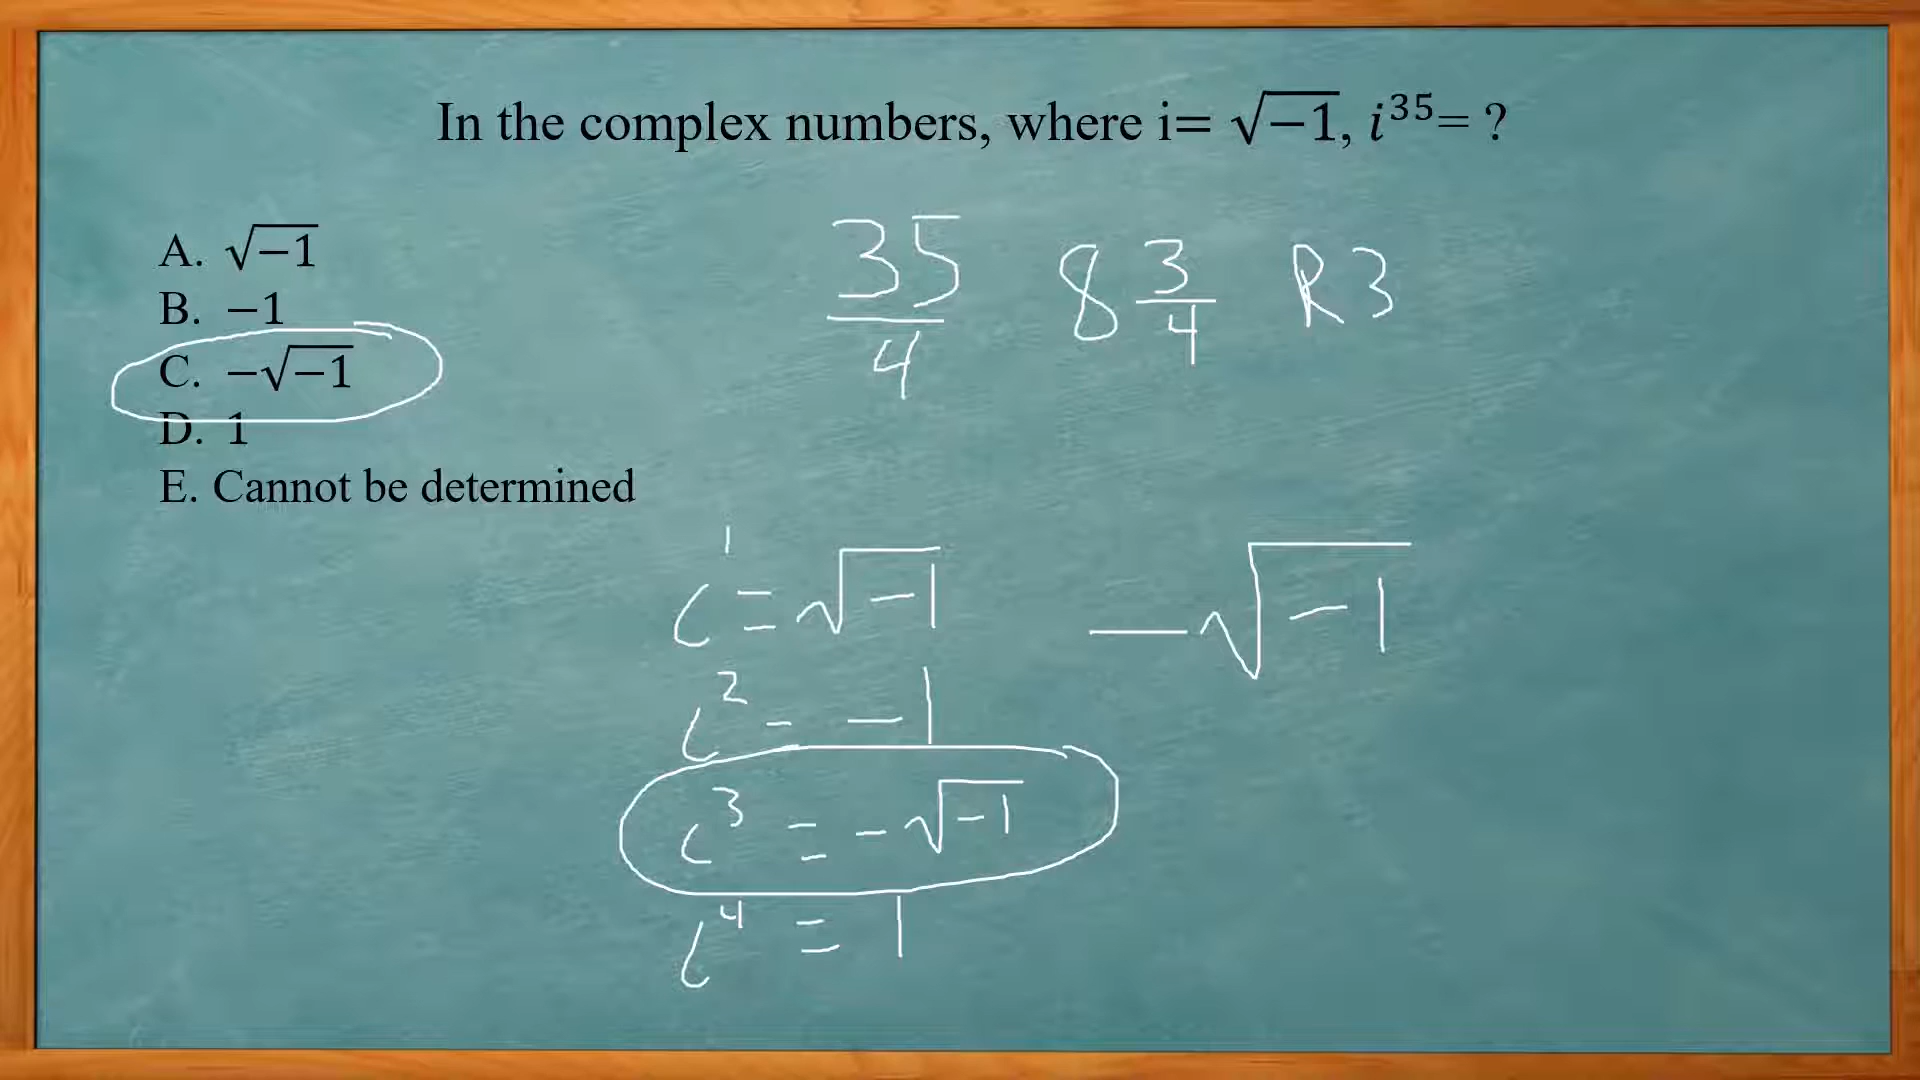 In the complex numbers, where i= √−1, i³⁵= ?
A. √−1
B. −1
C. −√−1
D. 1
E. Cannot be determined
35/4 8 3/4 R3
i¹ = √−1 −√−1
i² = −1
i³ = −√−1
i⁴ = 1